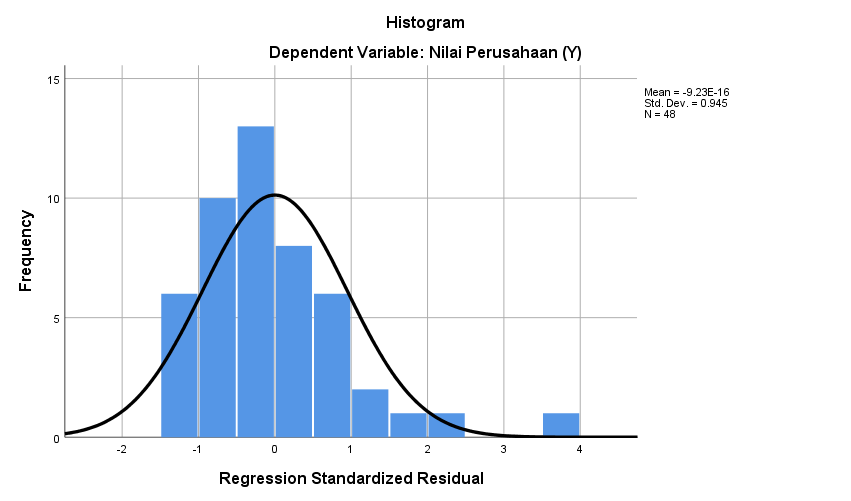 Histogram
Dependent Variable: Nilai Perusahaan (Y)
Mean = -9.23E-16
Std. Dev. = 0.945
N = 48
Frequency
15
10
5
0
-2 -1 0 1 2 3 4
Regression Standardized Residual